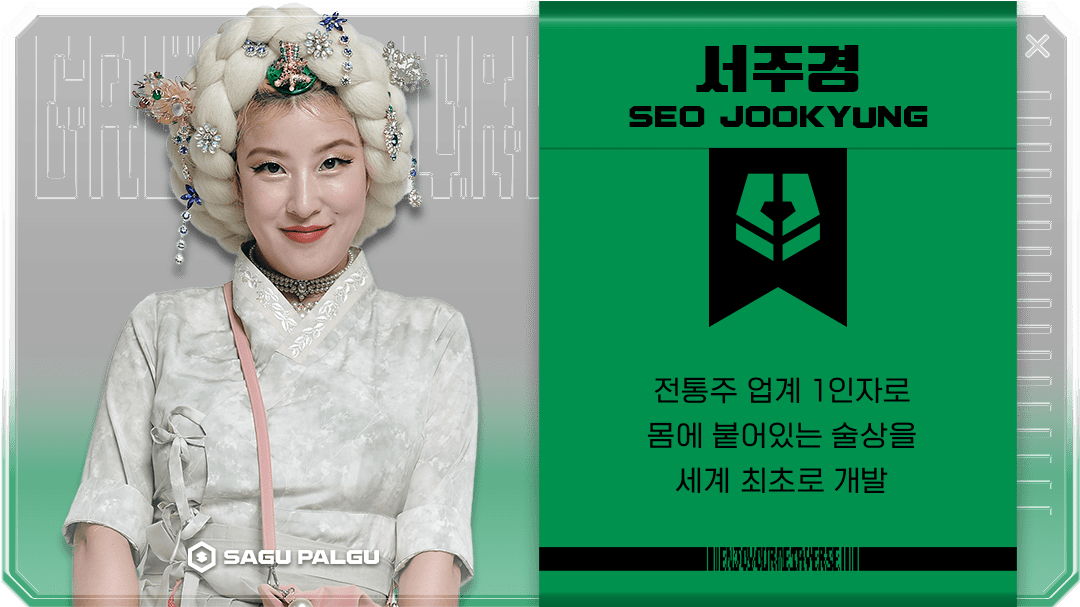 서주경
SEO JOOKYUNG
전통주 업계 1인자로
몸에 붙어있는 술상을
세계 최초로 개발
SAGU PALGU
ENJOYYOURMETAVERSE